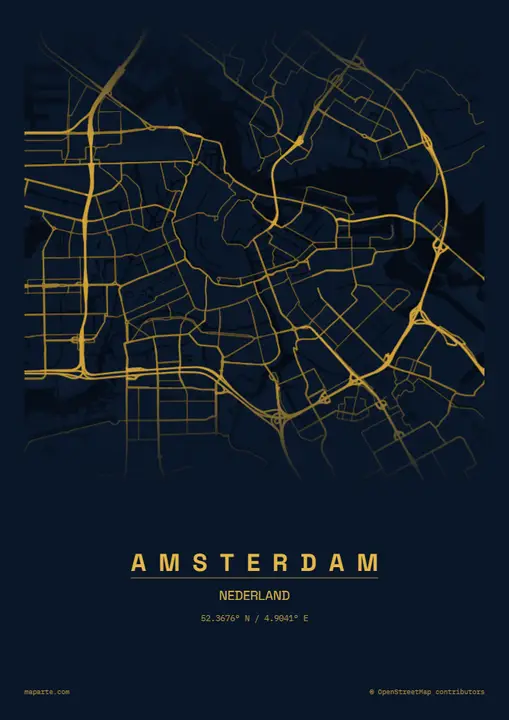 AMSTERDAM
NEDERLAND
52.3676° N / 4.9041° E
maparte.com
© OpenStreetMap contributors